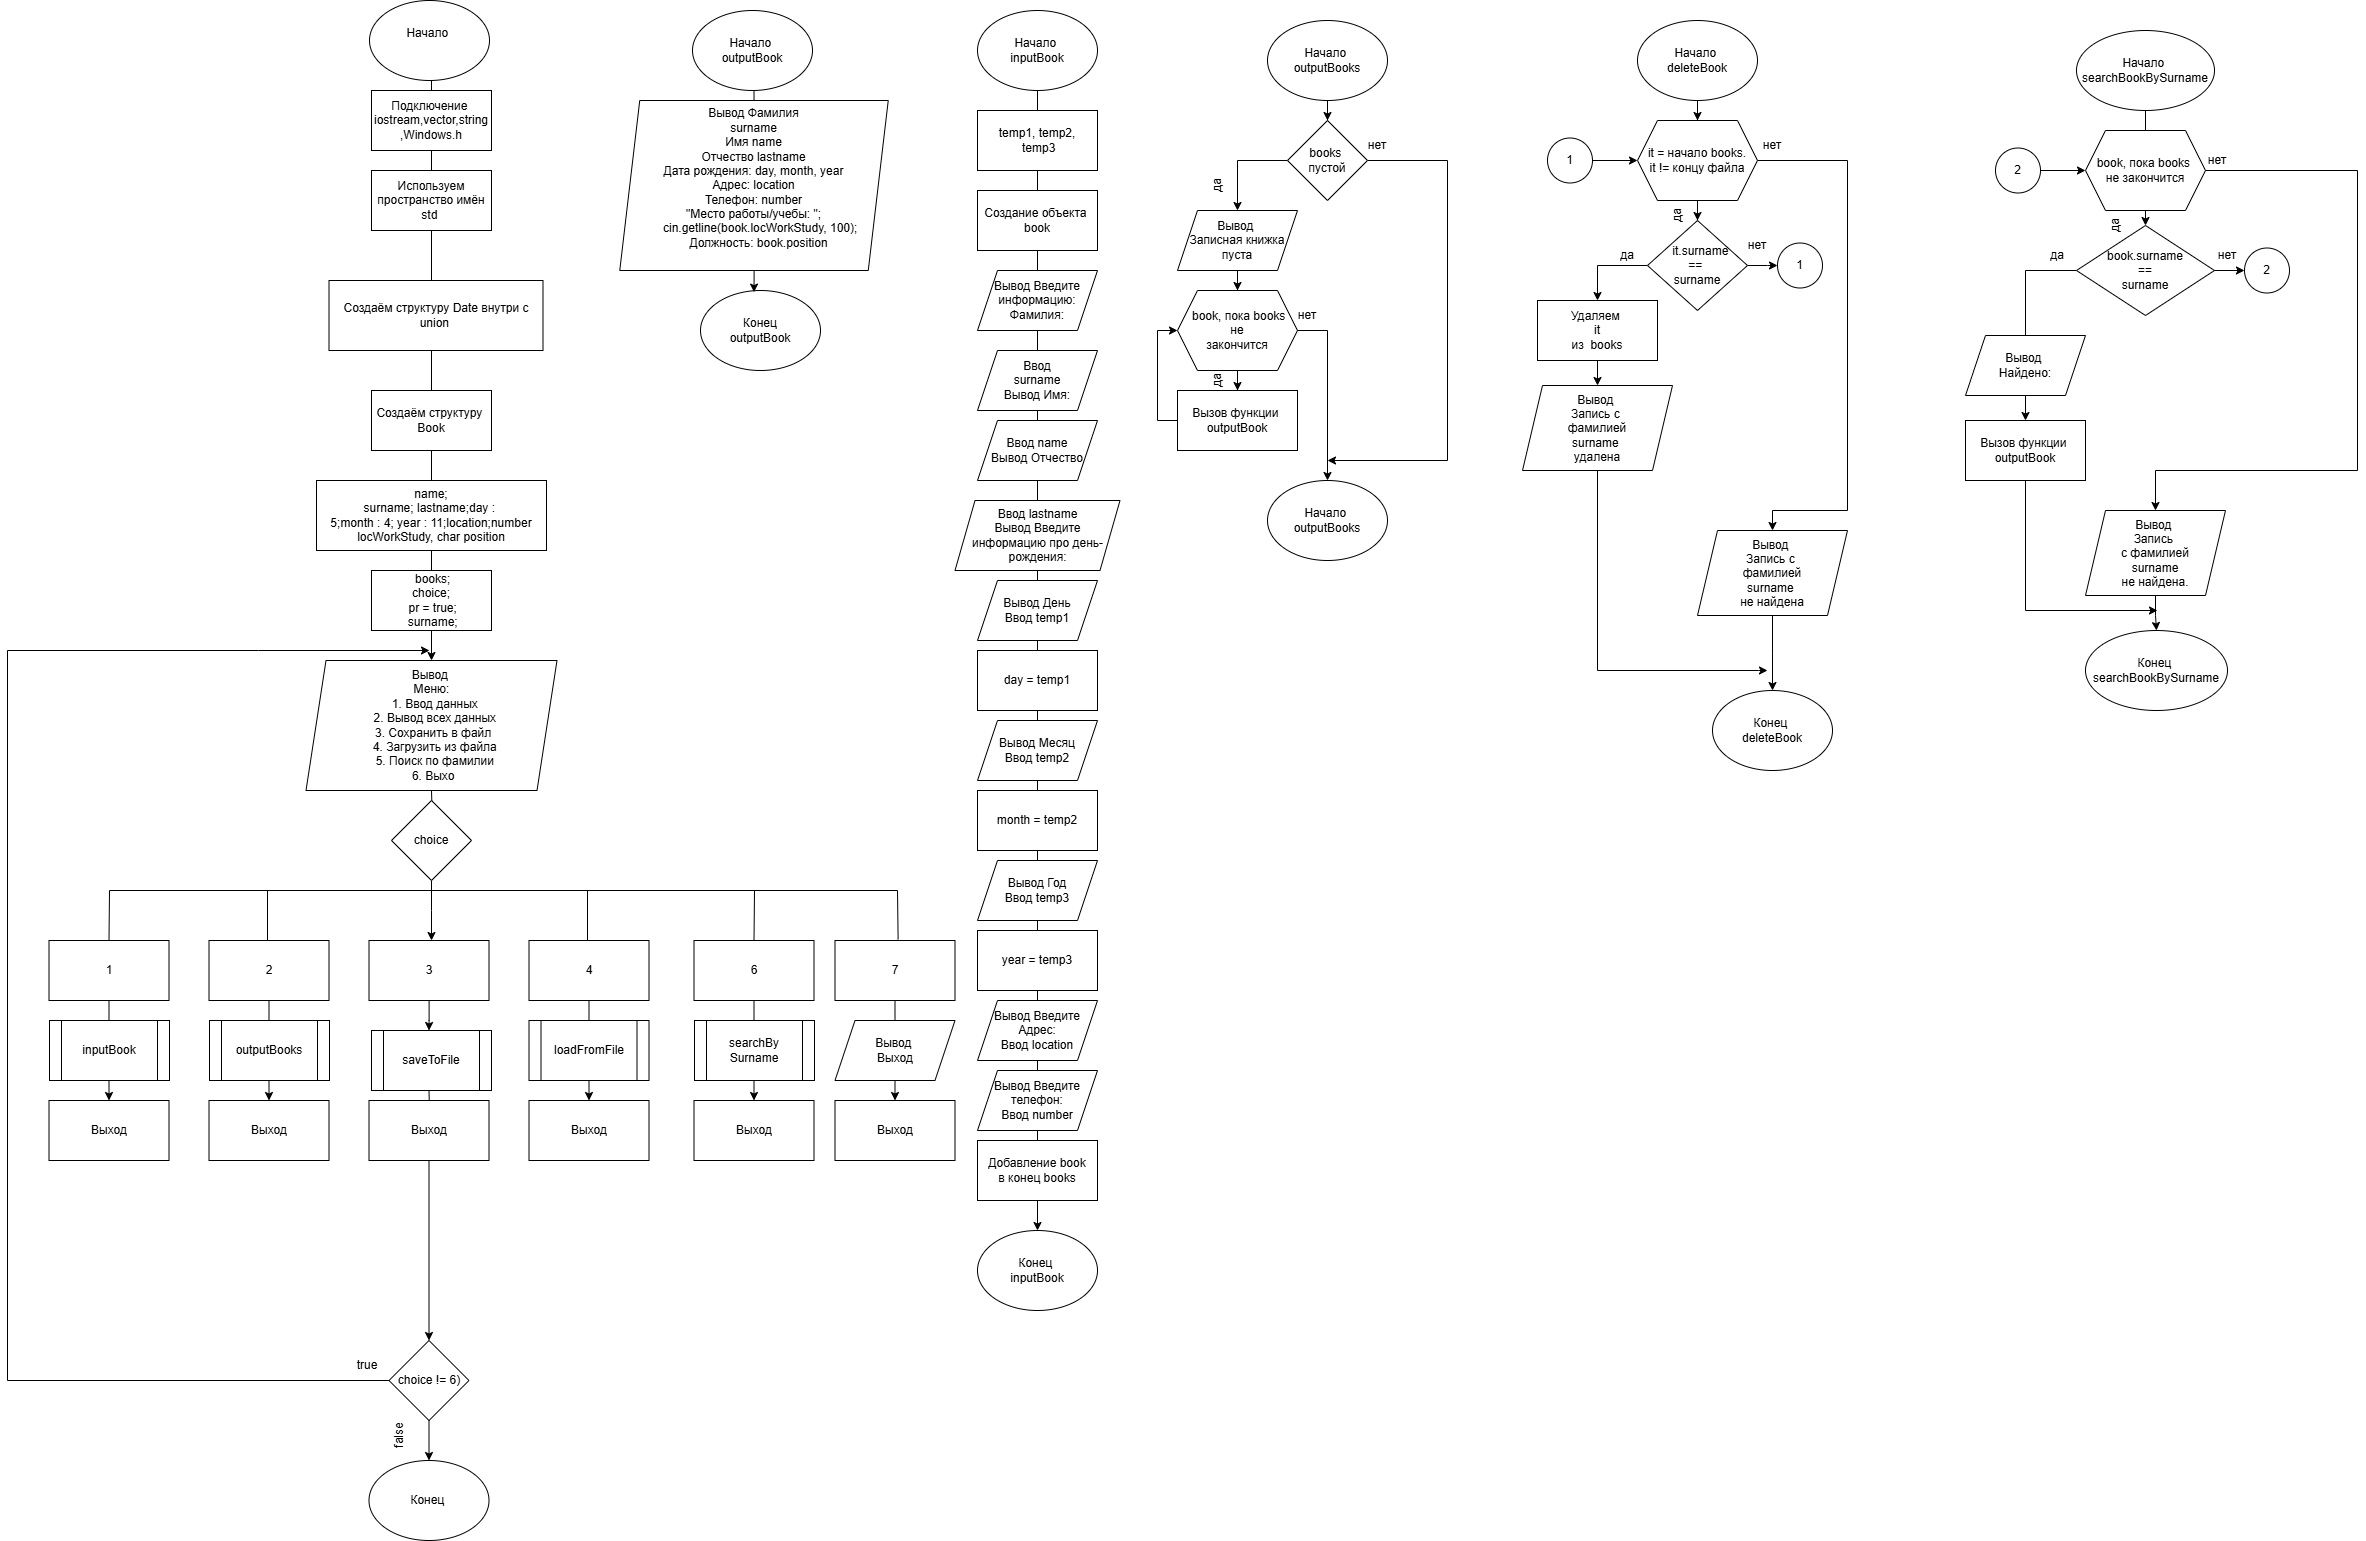 Начало
Подключение
iostream,vector,string
,Windows.h
Используем
пространство имён
std
Создаём структуру Date внутри с
union
Создаём структуру
Book
name;
surname; lastname;day :
5;month : 4; year : 11;location;number
locWorkStudy, char position
books;
choice;
pr = true;
surname;
Вывод
Меню:
1. Ввод данных
2. Вывод всех данных
3. Сохранить в файл
4. Загрузить из файла
5. Поиск по фамилии
6. Выхо
choice
1
2
3
4
6
7
inputBook
outputBooks
saveToFile
loadFromFile
searchBy
Surname
Вывод
Выход
Выход
Выход
Выход
Выход
Выход
Выход
true
choice != 6)
false
Конец
Начало
outputBook
Вывод Фамилия
surname
Имя name
Отчество lastname
Дата рождения: day, month, year
Адрес: location
Телефон: number
"Место работы/учебы: ";
cin.getline(book.locWorkStudy, 100);
Должность: book.position
Конец
outputBook
Начало
inputBook
temp1, temp2,
temp3
Создание объекта
book
Вывод Введите
информацию:
Фамилия:
Ввод
surname
Вывод Имя:
Ввод name
Вывод Отчество
Ввод lastname
Вывод Введите
информацию про день-
рождения:
Вывод День
Ввод temp1
day = temp1
Вывод Месяц
Ввод temp2
month = temp2
Вывод Год
Ввод temp3
year = temp3
Вывод Введите
Адрес:
Ввод location
Вывод Введите
телефон:
Ввод number
Добавление book
в конец books
Конец
inputBook
Начало
outputBooks
books
пустой
нет
да
Вывод
Записная книжка
пуста
book, пока books
не
закончится
нет
да
Вызов функции
outputBook
Начало
outputBooks
Начало
deleteBook
1
it = начало books.
it != концу файла
нет
да
it.surname
==
surname
да
нет
1
Удаляем
it
из books
Вывод
Запись с
фамилией
surname
удалена
Вывод
Запись с
фамилией
surname
не найдена
Конец
deleteBook
Начало
searchBookBySurname
2
book, пока books
не закончится
нет
да
book.surname
==
surname
да
нет
2
Вывод
Найдено:
Вызов функции
outputBook
Вывод
Запись
с фамилией
surname
не найдена.
Конец
searchBookBySurname